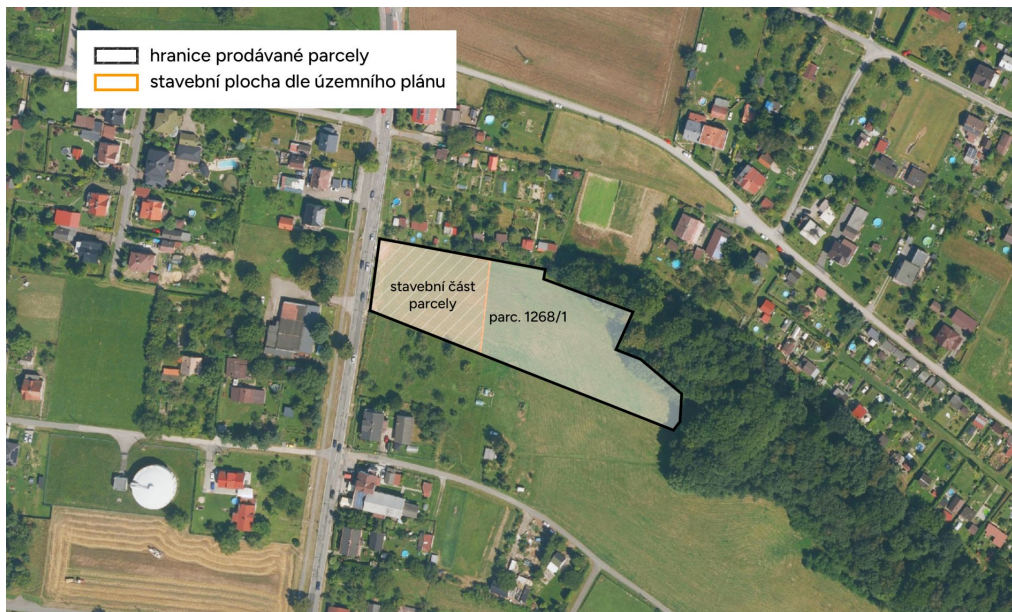 hranice prodávané parcely
stavební plocha dle územního plánu
stavební část
parcely
parc. 1268/1